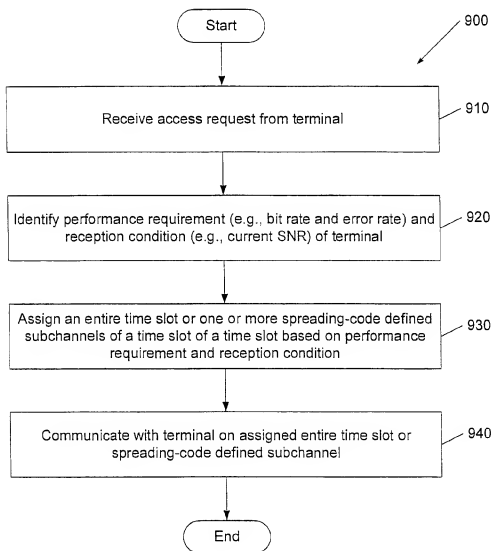 Start
900
Receive access request from terminal
910
Identify performance requirement (e.g., bit rate and error rate) and
reception condition (e.g., current SNR) of terminal
920
Assign an entire time slot or one or more spreading-code defined
subchannels of a time slot of a time slot based on performance
requirement and reception condition
930
Communicate with terminal on assigned entire time slot or
spreading-code defined subchannel
940
End